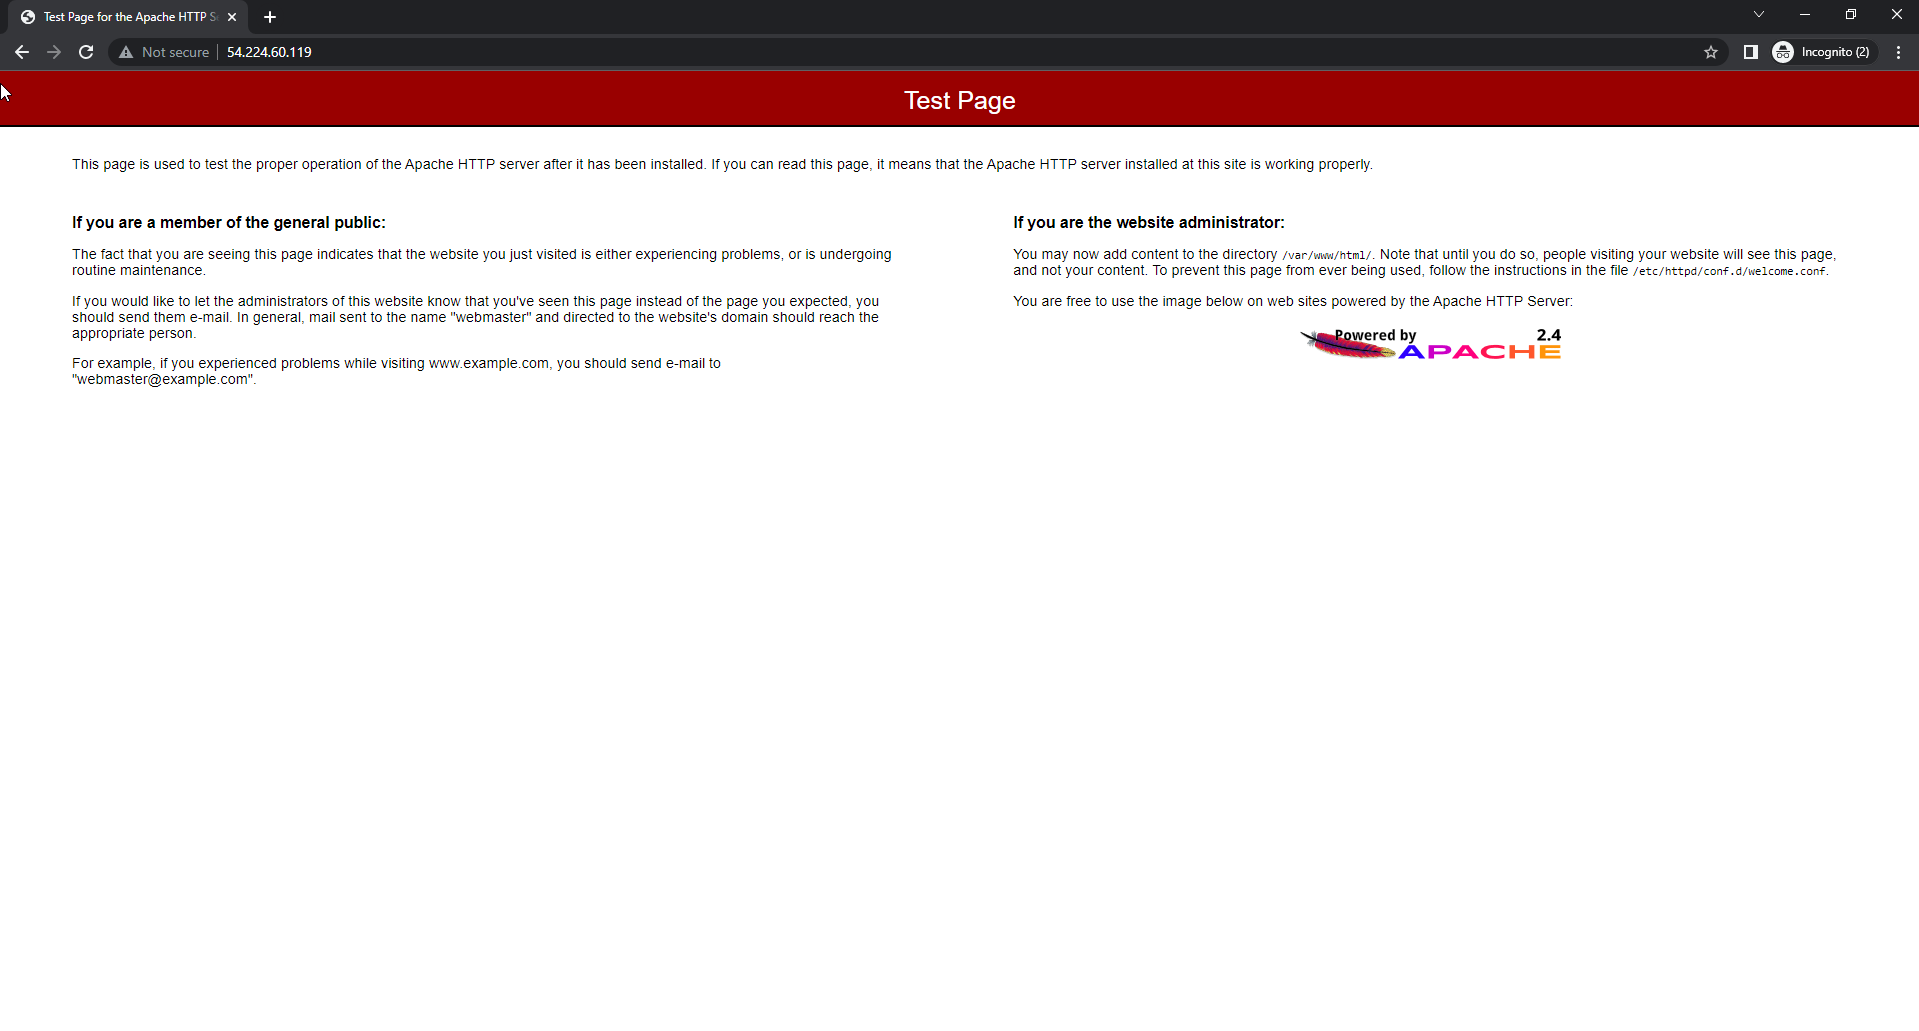 Test Page for the Apache HTTP S
Not secure
54.224.60.119
Incognito (2)
Test Page
This page is used to test the proper operation of the Apache HTTP server after it has been installed. If you can read this page, it means that the Apache HTTP server installed at this site is working properly.
If you are a member of the general public:
The fact that you are seeing this page indicates that the website you just visited is either experiencing problems, or is undergoing
routine maintenance.
If you would like to let the administrators of this website know that you've seen this page instead of the page you expected, you
should send them e-mail. In general, mail sent to the name "webmaster" and directed to the website's domain should reach the
appropriate person.
For example, if you experienced problems while visiting www.example.com, you should send e-mail to
"webmaster@example.com".
If you are the website administrator:
You may now add content to the directory /var/www/html/. Note that until you do so, people visiting your website will see this page,
and not your content. To prevent this page from ever being used, follow the instructions in the file /etc/httpd/conf.d/welcome.conf.
You are free to use the image below on web sites powered by the Apache HTTP Server:
Powered by 2.4
APACHE